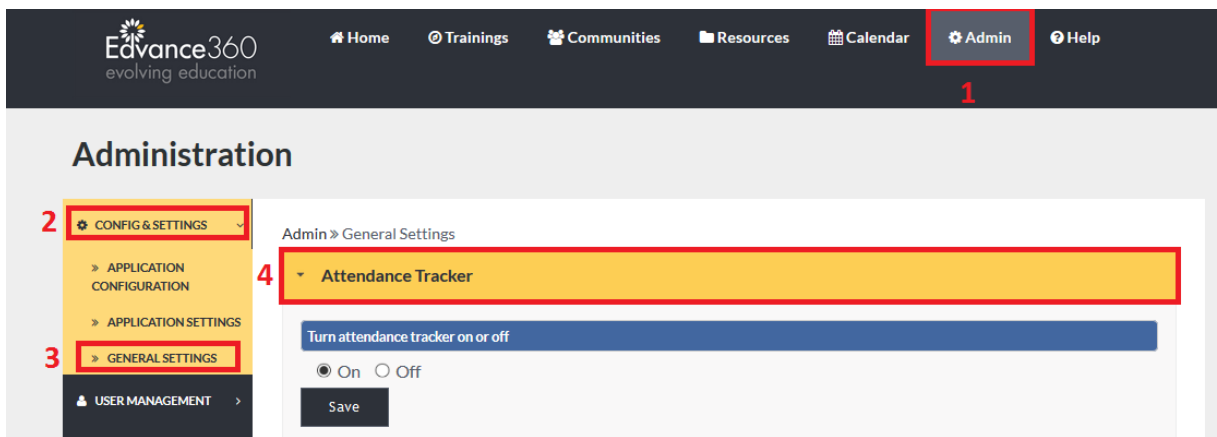 Edvance360
evolving education
Home Trainings Communities Resources Calendar Admin Help
1
Administration
2 CONFIG & SETTINGS
Admin » General Settings
» APPLICATION
CONFIGURATION
4 Attendance Tracker
» APPLICATION SETTINGS
Turn attendance tracker on or off
3 » GENERAL SETTINGS
On Off
USER MANAGEMENT
Save